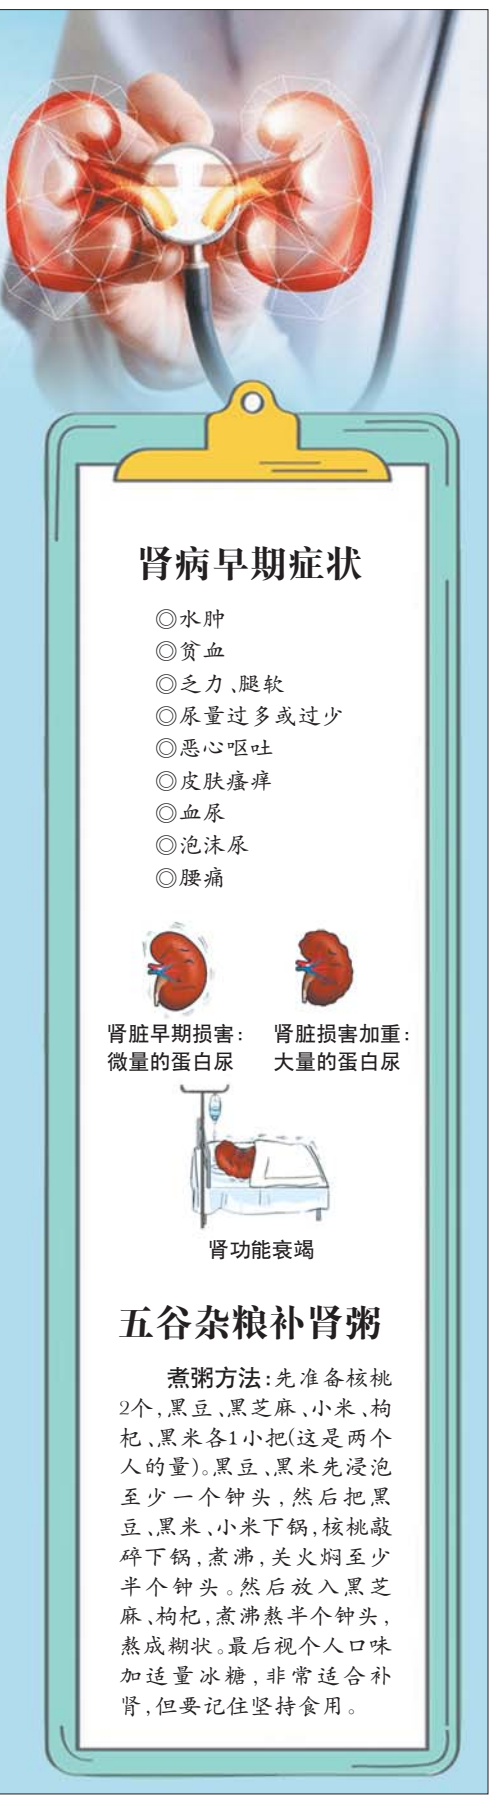 肾病早期症状
◎水肿
◎贫血
◎乏力、腿软
◎尿量过多或过少
◎恶心呕吐
◎皮肤瘙痒
◎血尿
◎泡沫尿
◎腰痛
肾脏早期损害：
微量的蛋白尿
肾脏损害加重：
大量的蛋白尿
肾功能衰竭
五谷杂粮补肾粥
煮粥方法：先准备核桃
2个，黑豆、黑芝麻、小米、枸
杞、黑米各1小把(这是两个
人的量)。黑豆、黑米先浸泡
至少一个钟头，然后把黑
豆、黑米、小米下锅，核桃敲
碎下锅，煮沸，关火焖至少
半个钟头。然后放入黑芝
麻、枸杞，煮沸熬半个钟头，
熬成糊状。最后视个人口味
加适量冰糖，非常适合补
肾，但要记住坚持食用。